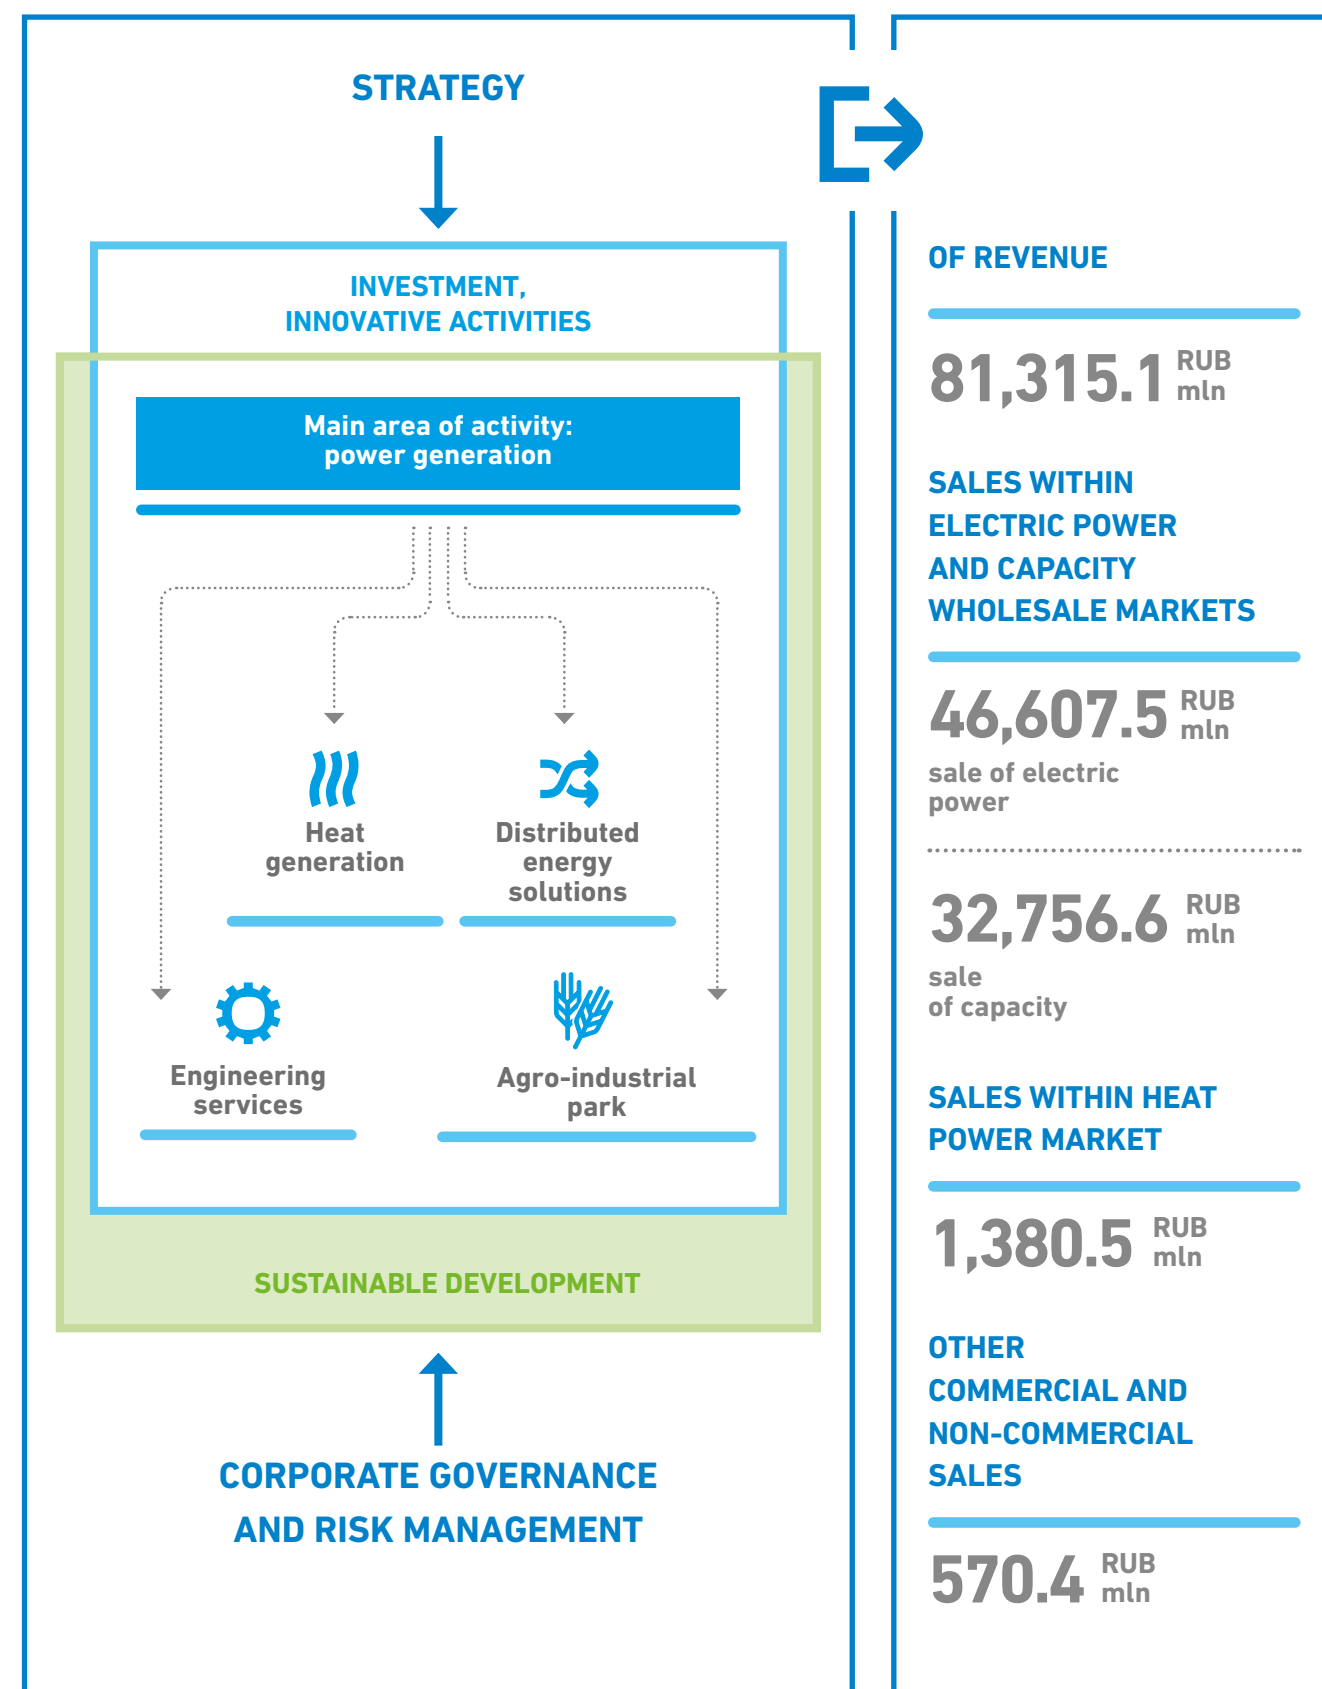 STRATEGY
INVESTMENT,
INNOVATIVE ACTIVITIES
Main area of activity:
power generation
Heat
generation
Distributed
energy
solutions
Engineering
services
Agro-industrial
park
SUSTAINABLE DEVELOPMENT
CORPORATE GOVERNANCE
AND RISK MANAGEMENT
OF REVENUE
81,315.1 RUB
mln
SALES WITHIN
ELECTRIC POWER
AND CAPACITY
WHOLESALE MARKETS
46,607.5 RUB
mln
sale of electric
power
32,756.6 RUB
mln
sale
of capacity
SALES WITHIN HEAT
POWER MARKET
1,380.5 RUB
mln
OTHER
COMMERCIAL AND
NON-COMMERCIAL
SALES
570.4 RUB
mln